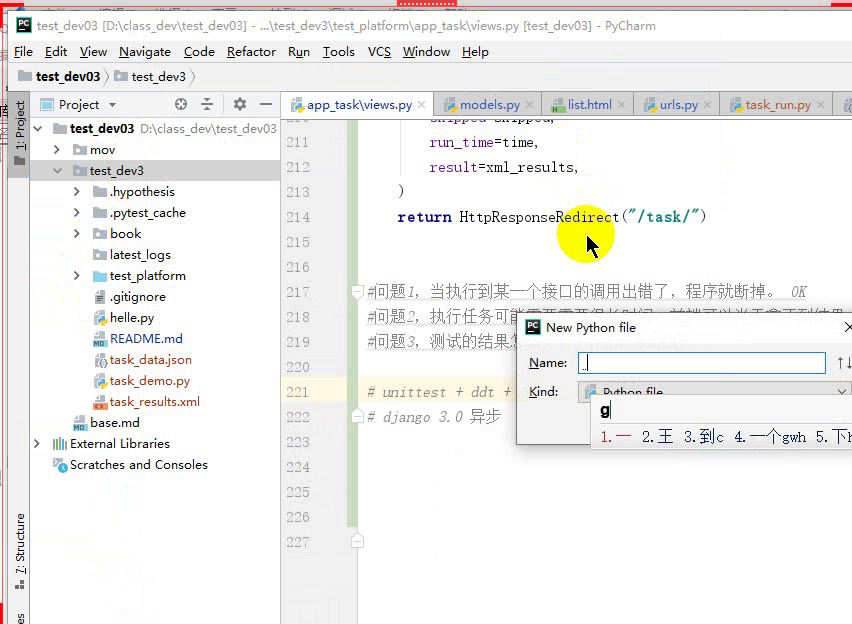 test_dev03 [D:\class_dev\test_dev03] - ...\test_dev3\test_platform\app_task\views.py [test_dev03] - PyCharm
File Edit View Navigate Code Refactor Run Tools VCS Window Help
test_dev03 test_dev3
Project
app_task\views.py models.py list.html urls.py task_run.py
1: Project
test_dev03 D:\class_dev\test_dev03
mov
test_dev3
.hypothesis
.pytest_cache
book
latest_logs
test_platform
.gitignore
helle.py
README.md
task_data.json
task_demo.py
task_results.xml
base.md
External Libraries
Scratches and Consoles
7: Structure
211 run_time=time,
212 result=xml_results,
213 )
214 return HttpResponseRedirect("/task/")
215
216
217 #问题1，当执行到某一个接口的调用出错了，程序就断掉。 OK
218 #问题2，执行任务可能需要
219 #问题3，测试的结果怎
220
221 # unittest + ddt +
222 # django 3.0 异步
223
224
225
226
227
New Python file
Name:
Kind: Python file
g
1.一 2.王 3.到c 4.一个gwh 5.下h